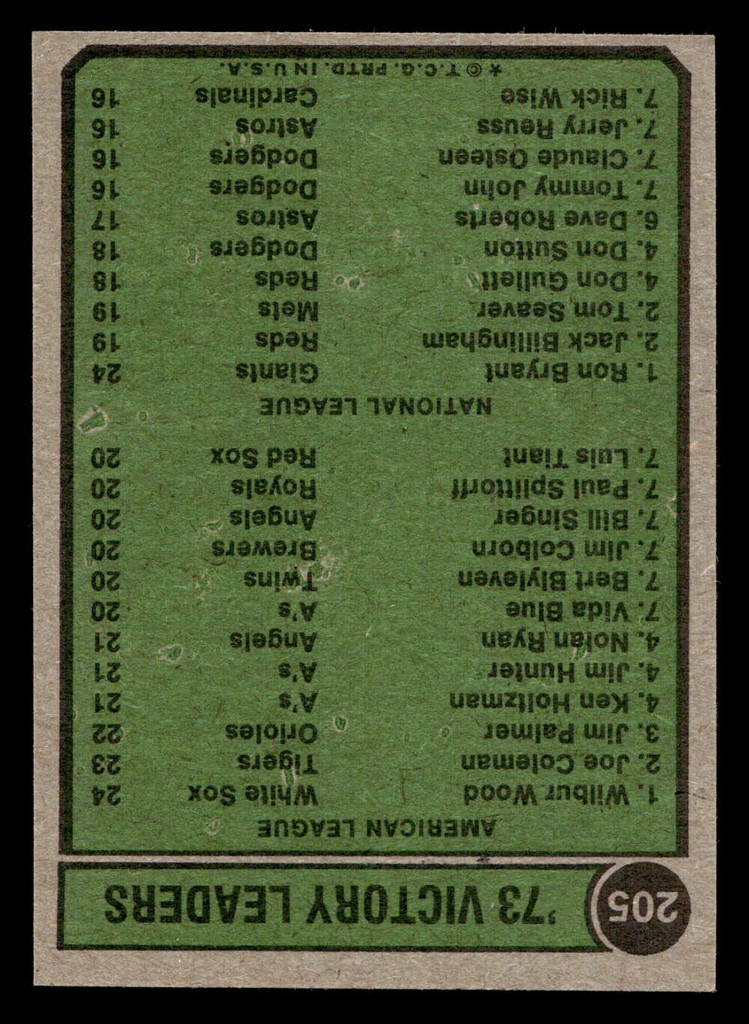 205
'73 VICTORY LEADERS
AMERICAN LEAGUE
1. Wilbur Wood White Sox 24
2. Joe Coleman Tigers 23
3. Jim Palmer Orioles 22
4. Ken Holtzman A's 21
4. Jim Hunter A's 21
4. Nolan Ryan Angels 21
7. Vida Blue A's 20
7. Bert Blyleven Twins 20
7. Jim Colborn Brewers 20
7. Bill Singer Angels 20
7. Paul Splittorff Royals 20
7. Luis Tiant Red Sox 20
NATIONAL LEAGUE
1. Ron Bryant Giants 24
2. Jack Billingham Reds 19
2. Tom Seaver Mets 19
4. Don Gullett Reds 18
4. Don Sutton Dodgers 18
6. Dave Roberts Astros 17
7. Tommy John Dodgers 16
7. Claude Osteen Dodgers 16
7. Jerry Reuss Astros 16
7. Rick Wise Cardinals 16
★ © T.C.G. PRTD. IN U.S.A.